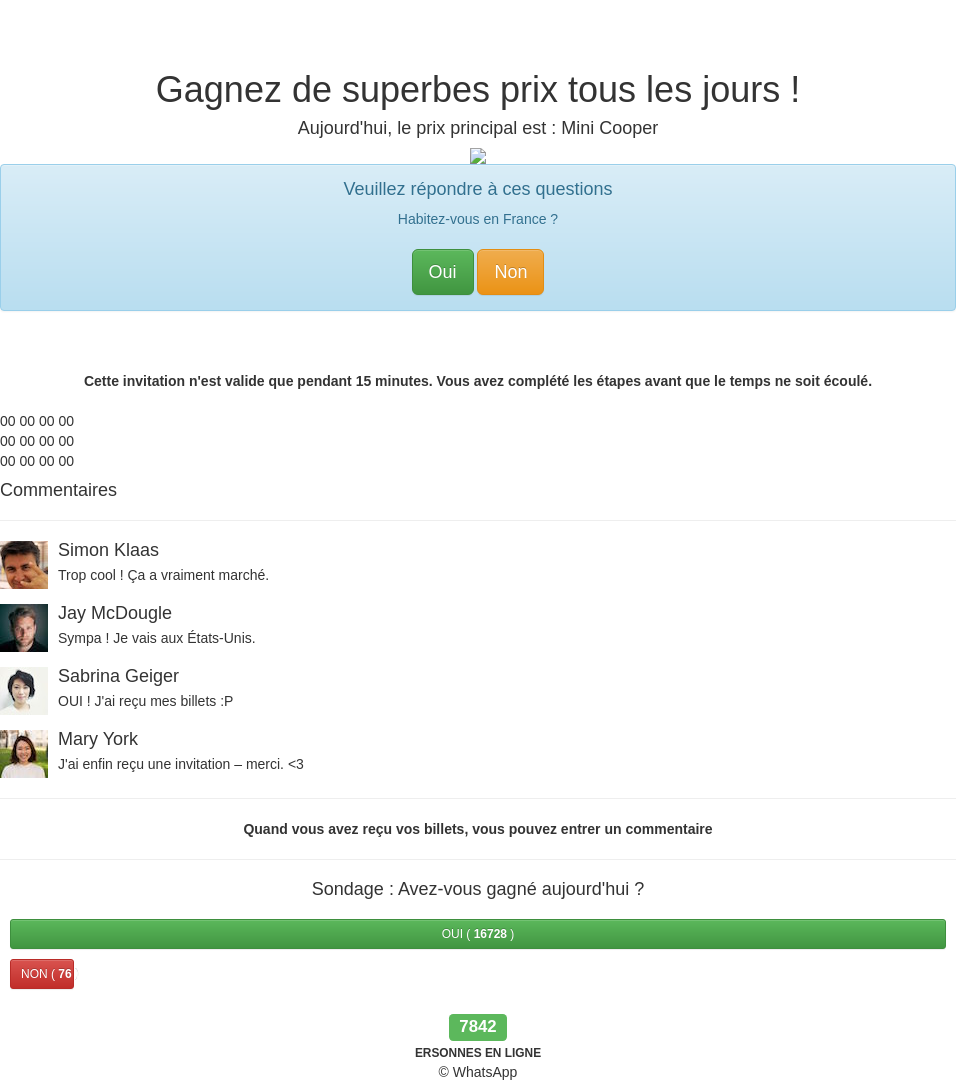 Gagnez de superbes prix tous les jours !
Aujourd'hui, le prix principal est : Mini Cooper
Veuillez répondre à ces questions
Habitez-vous en France ?
Oui Non
Cette invitation n'est valide que pendant 15 minutes. Vous avez complété les étapes avant que le temps ne soit écoulé.
00 00 00 00
00 00 00 00
00 00 00 00
Commentaires
Simon Klaas
Trop cool ! Ça a vraiment marché.
Jay McDougle
Sympa ! Je vais aux États-Unis.
Sabrina Geiger
OUI ! J'ai reçu mes billets :P
Mary York
J'ai enfin reçu une invitation – merci. <3
Quand vous avez reçu vos billets, vous pouvez entrer un commentaire
Sondage : Avez-vous gagné aujourd'hui ?
OUI ( 16728 )
NON ( 76
7842
ERSONNES EN LIGNE
© WhatsApp